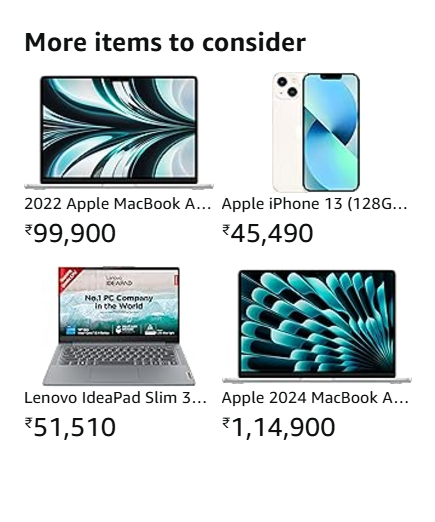 More items to consider
2022 Apple MacBook A...
₹99,900
Apple iPhone 13 (128G...
₹45,490
Lenovo
IDEAPAD
No.1 PC Company
in the World
Lenovo IdeaPad Slim 3...
₹51,510
Apple 2024 MacBook A...
₹1,14,900